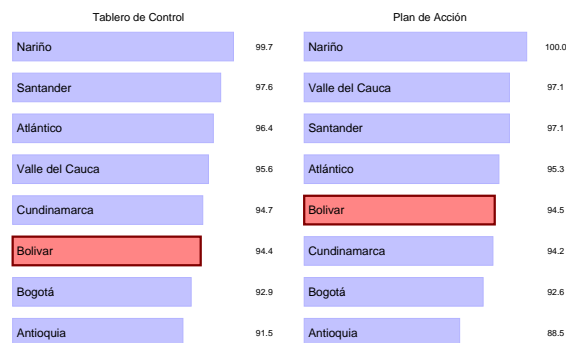 Tablero de Control
Nariño 99.7
Santander 97.6
Atlántico 96.4
Valle del Cauca 95.6
Cundinamarca 94.7
Bolivar 94.4
Bogotá 92.9
Antioquia 91.5
Plan de Acción
Nariño 100.0
Valle del Cauca 97.1
Santander 97.1
Atlántico 95.3
Bolivar 94.5
Cundinamarca 94.2
Bogotá 92.6
Antioquia 88.5